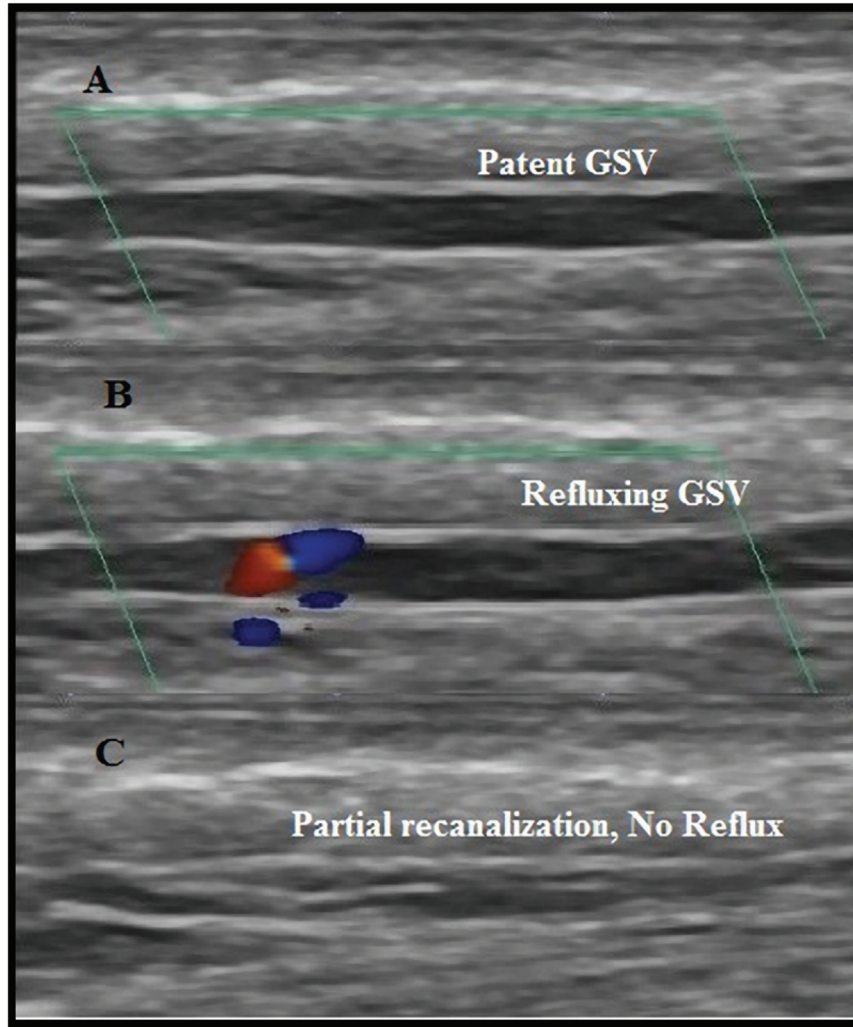 A
Patent GSV
B
Refluxing GSV
C
Partial recanalization, No Reflux